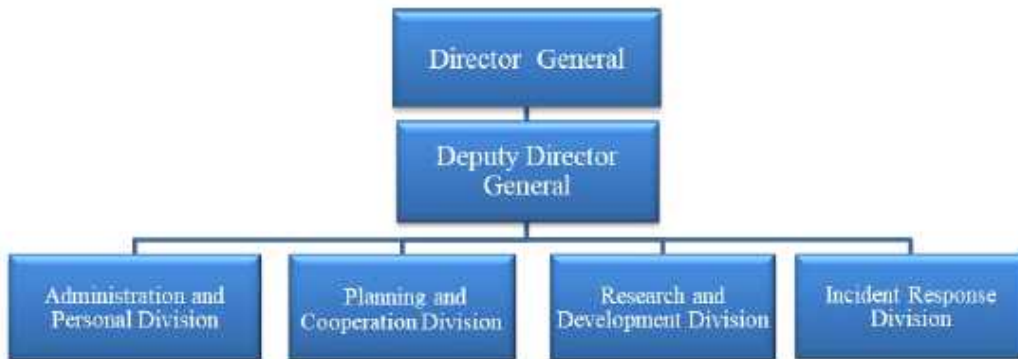 Director General
Deputy Director
General
Administration and
Personal Division
Planning and
Cooperation Division
Research and
Development Division
Incident Response
Division